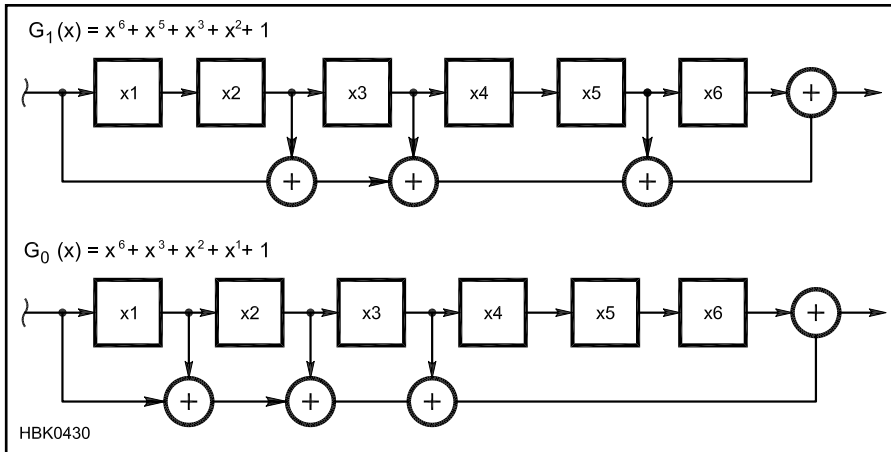 G₁(x) = x⁶ + x⁵ + x³ + x² + 1
x1 x2 x3 x4 x5 x6 +
+ + +
G₀ (x) = x⁶ + x³ + x² + x¹ + 1
x1 x2 x3 x4 x5 x6 +
+ + +
HBK0430